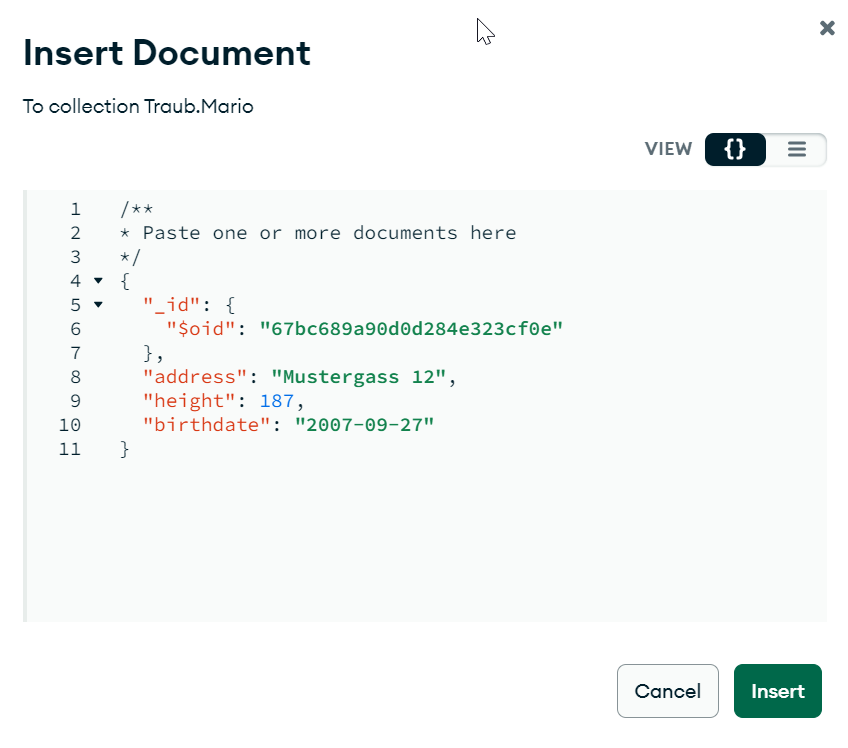 Insert Document
To collection Traub.Mario
VIEW {}
1 /**
2 * Paste one or more documents here
3 */
4 {
5 "_id": {
6 "$oid": "67bc689a90d0d284e323cf0e"
7 },
8 "address": "Mustergass 12",
9 "height": 187,
10 "birthdate": "2007-09-27"
11 }
Cancel Insert